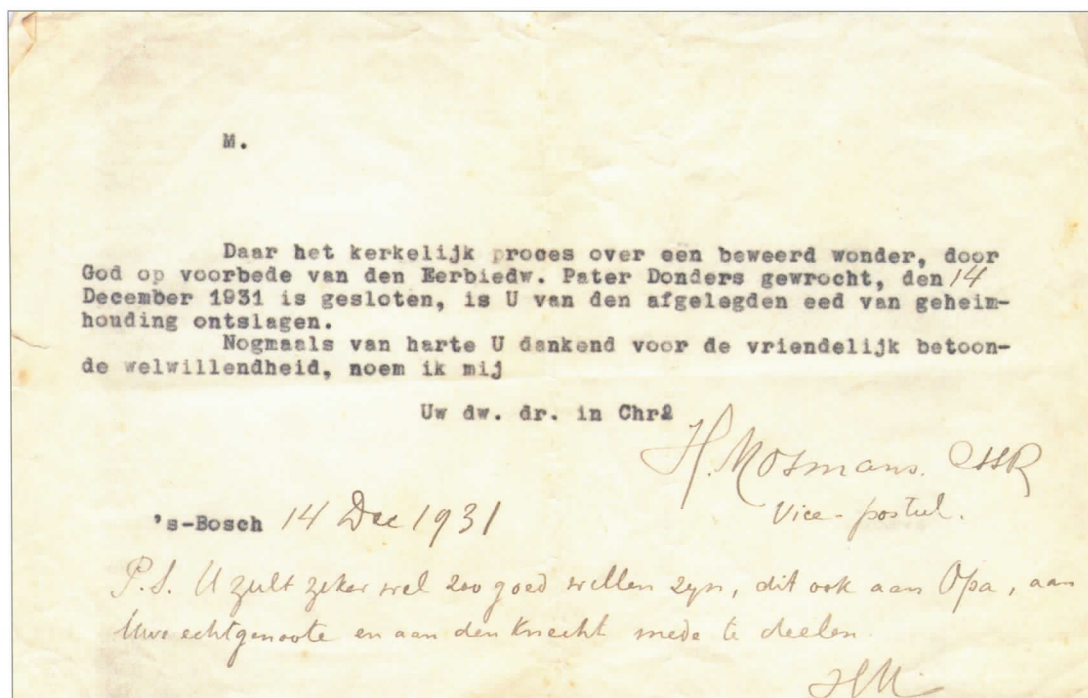 M.
Daar het kerkelijk proces over een beweerd wonder, door
God op voorbede van den Eerbiedw. Pater Donders gewrocht, den 14
December 1931 is gesloten, is U van den afgelegden eed van geheim-
houding ontslagen.
Nogmaals van harte U dankend voor de vriendelijk betoon-
de welwillendheid, noem ik mij
Uw dw. dr. in Chr?
H. Mosmans. CSSR
Vice-postul.
's-Bosch 14 Dec 1931
P.S. U zult zeker wel zoo goed willen zyn, dit ook aan Opa, aan
Uwe echtgenoote en aan den Knecht mede te deelen.
HM